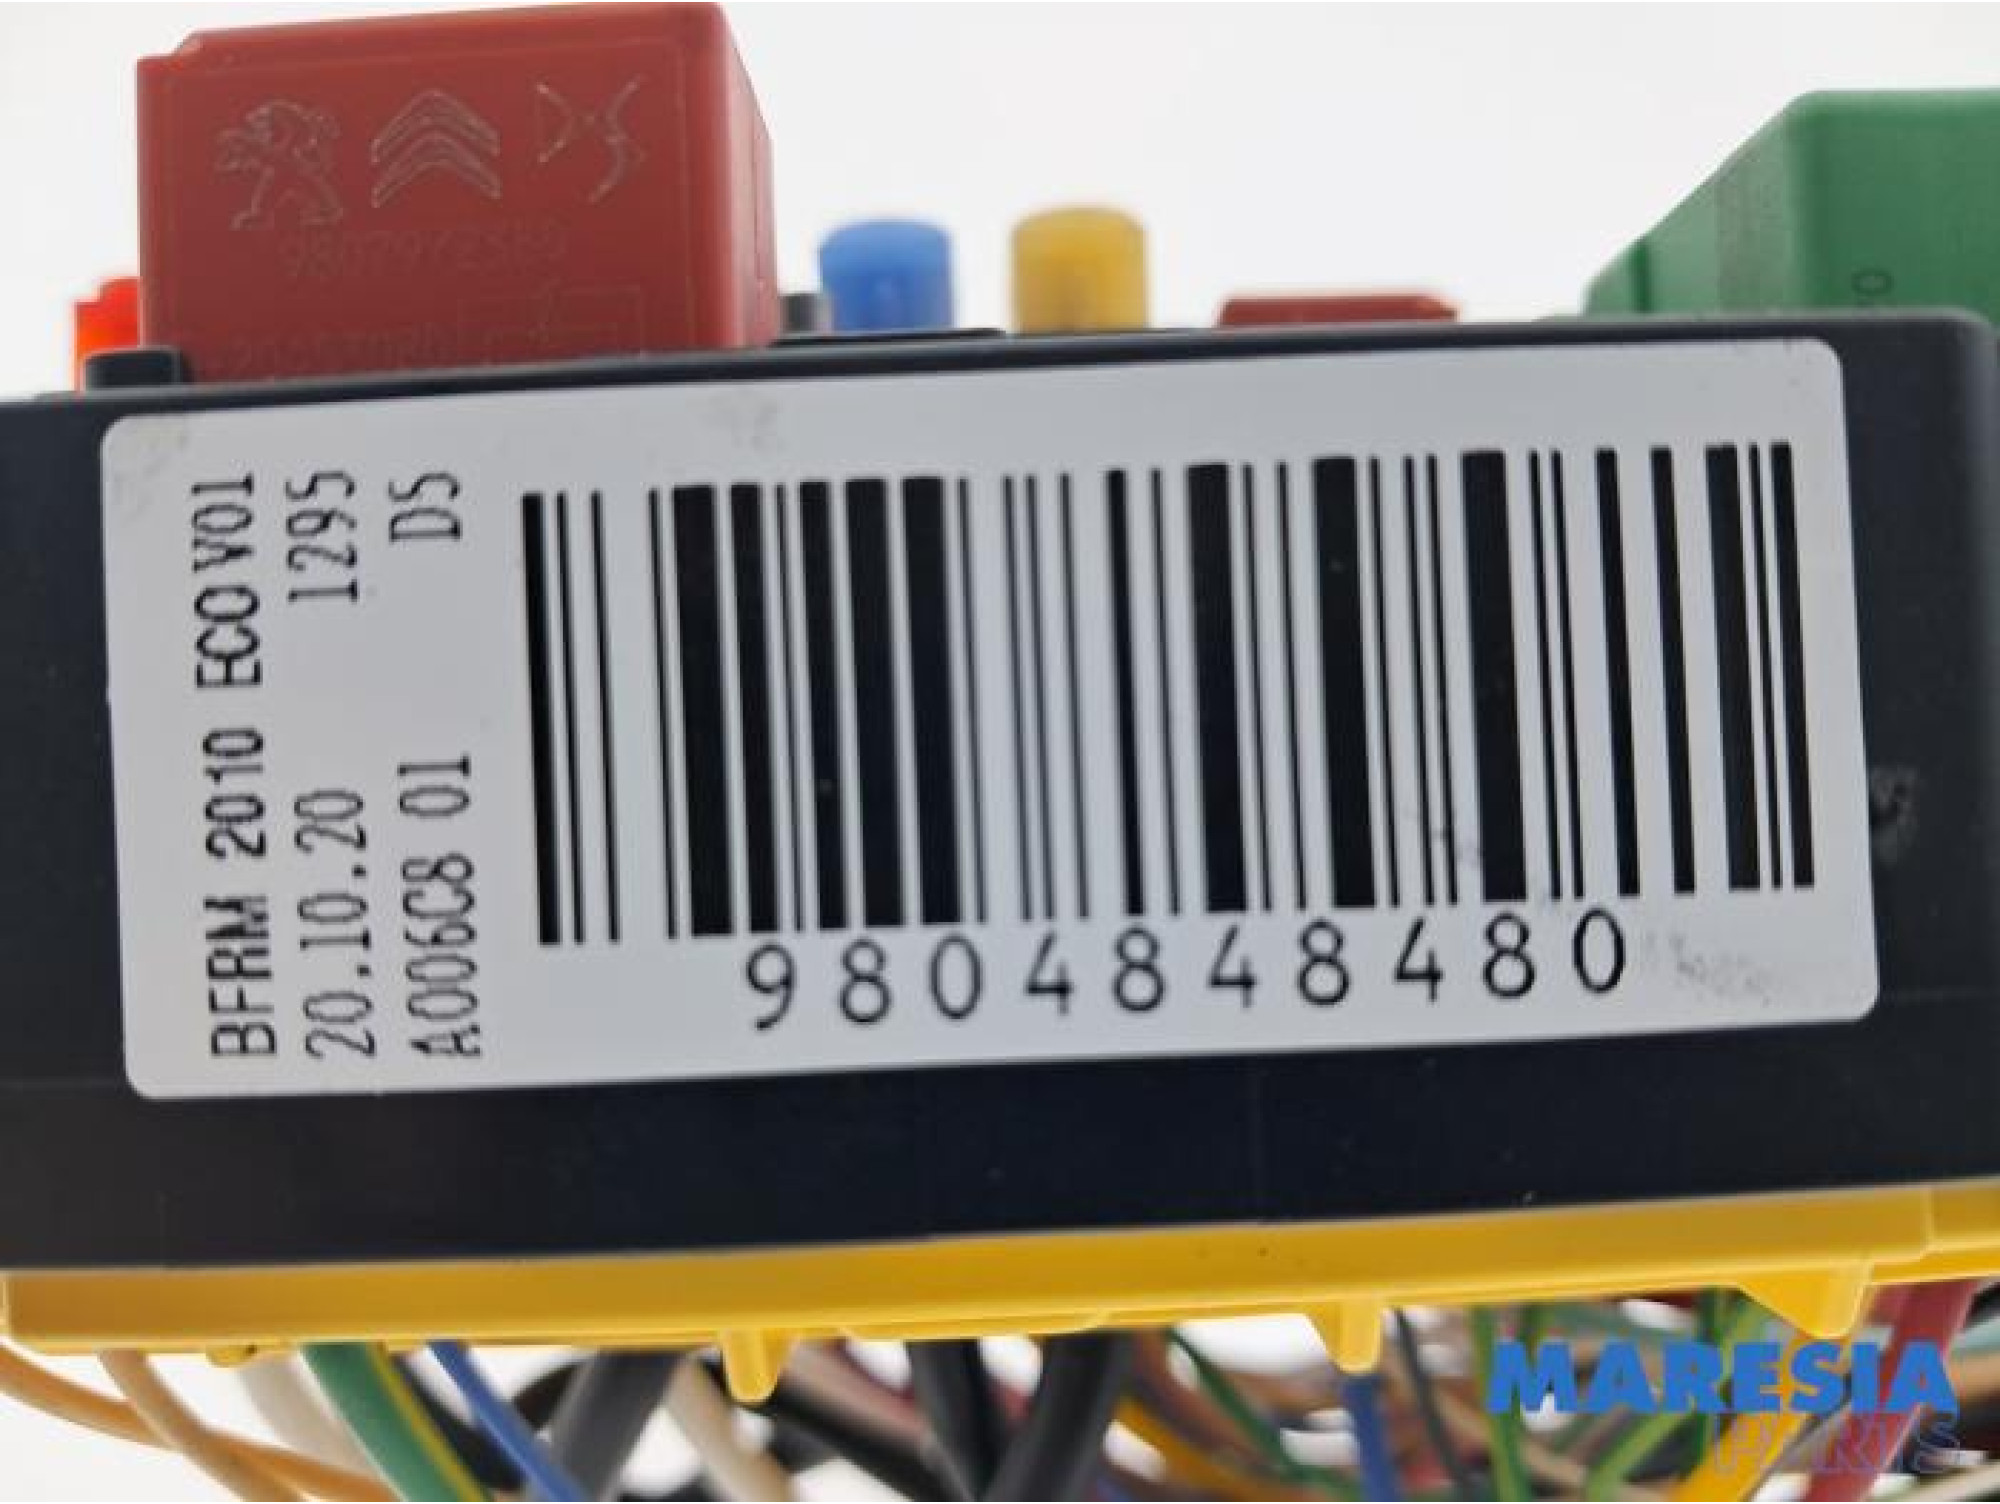 BFRM 2010 ECO V01
20.10.20 1295
A006C8 01 DS
9804848480
MARESIA
PARTS